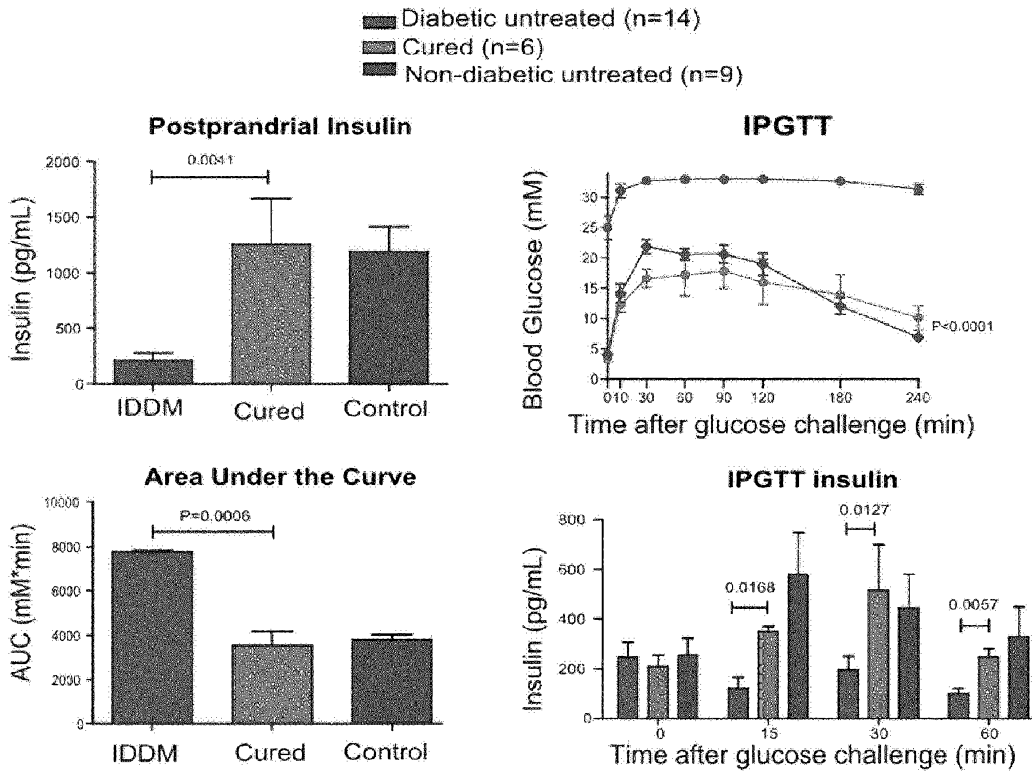 Diabetic untreated (n=14)
Cured (n=6)
Non-diabetic untreated (n=9)
Postprandrial Insulin
0.0041
2000
1500
1000
500
0
Insulin (pg/mL)
IDDM
Cured
Control
IPGTT
30
25
20
15
10
5
0
Blood Glucose (mM)
P<0.0001
0 10 30 60 90 120 180 240
Time after glucose challenge (min)
Area Under the Curve
P=0.0006
10000
8000
6000
4000
2000
0
AUC (mM*min)
IDDM
Cured
Control
IPGTT insulin
0.0127
0.0168
0.0057
800
600
400
200
0
Insulin (pg/mL)
0 15 30 60
Time after glucose challenge (min)